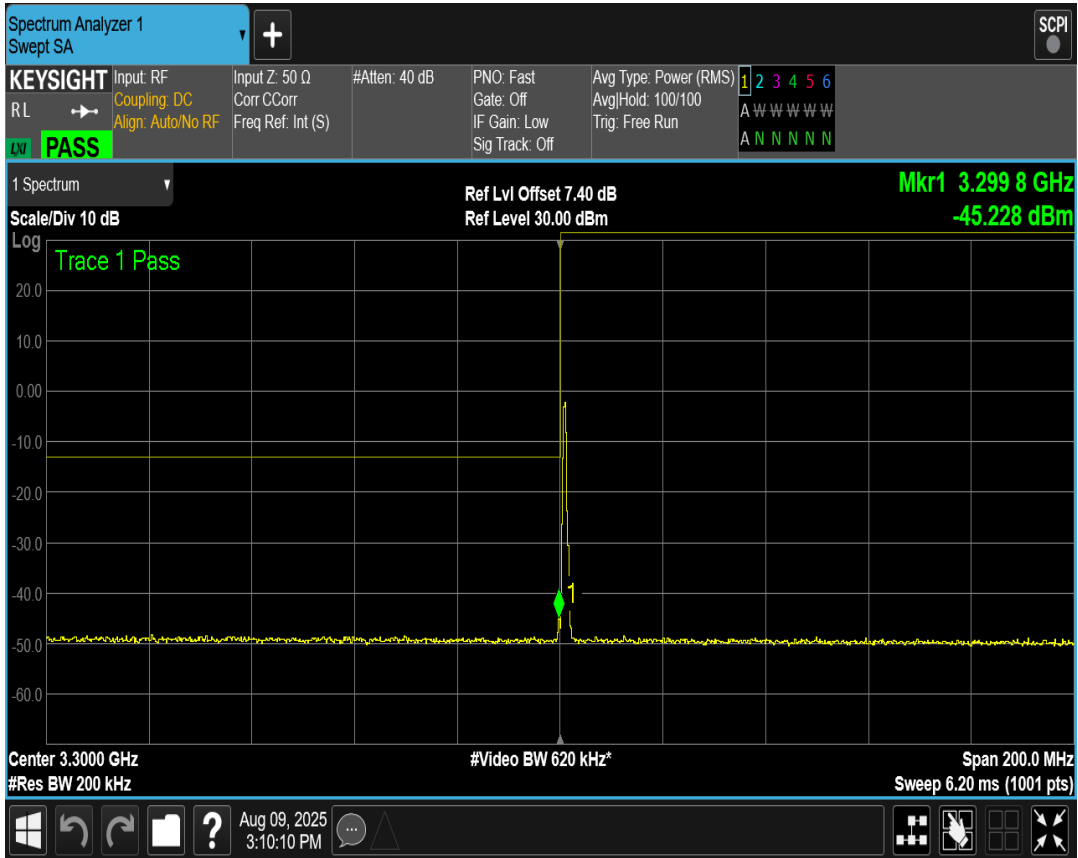 Spectrum Analyzer 1
Swept SA
+
SCPI
KEYSIGHT
R L
LXI PASS
Input: RF
Coupling: DC
Align: Auto/No RF
Input Z: 50 Ω
Corr CCorr
Freq Ref: Int (S)
#Atten: 40 dB
PNO: Fast
Gate: Off
IF Gain: Low
Sig Track: Off
Avg Type: Power (RMS)
Avg|Hold: 100/100
Trig: Free Run
1 2 3 4 5 6
A W W W W W
A N N N N N
1 Spectrum
Scale/Div 10 dB
Ref Lvl Offset 7.40 dB
Ref Level 30.00 dBm
Mkr1 3.299 8 GHz
-45.228 dBm
Log
Trace 1 Pass
20.0
10.0
0.00
-10.0
-20.0
-30.0
-40.0
1
-50.0
-60.0
Center 3.3000 GHz
#Video BW 620 kHz*
Span 200.0 MHz
#Res BW 200 kHz
Sweep 6.20 ms (1001 pts)
?
Aug 09, 2025
3:10:10 PM